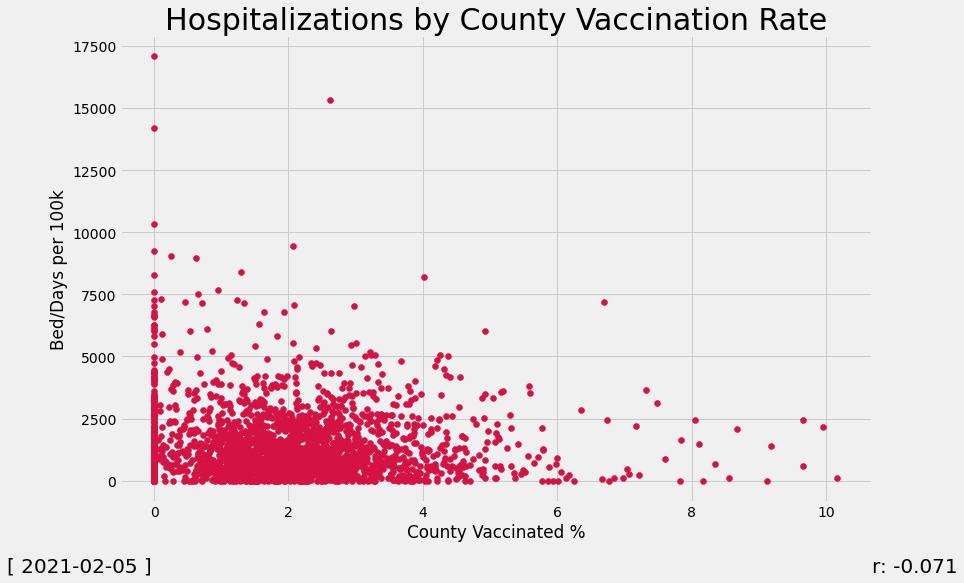 Hospitalizations by County Vaccination Rate
17500
15000
12500
10000
7500
5000
2500
0
Bed/Days per 100k
0 2 4 6 8 10
County Vaccinated %
[ 2021-02-05 ] r: -0.071